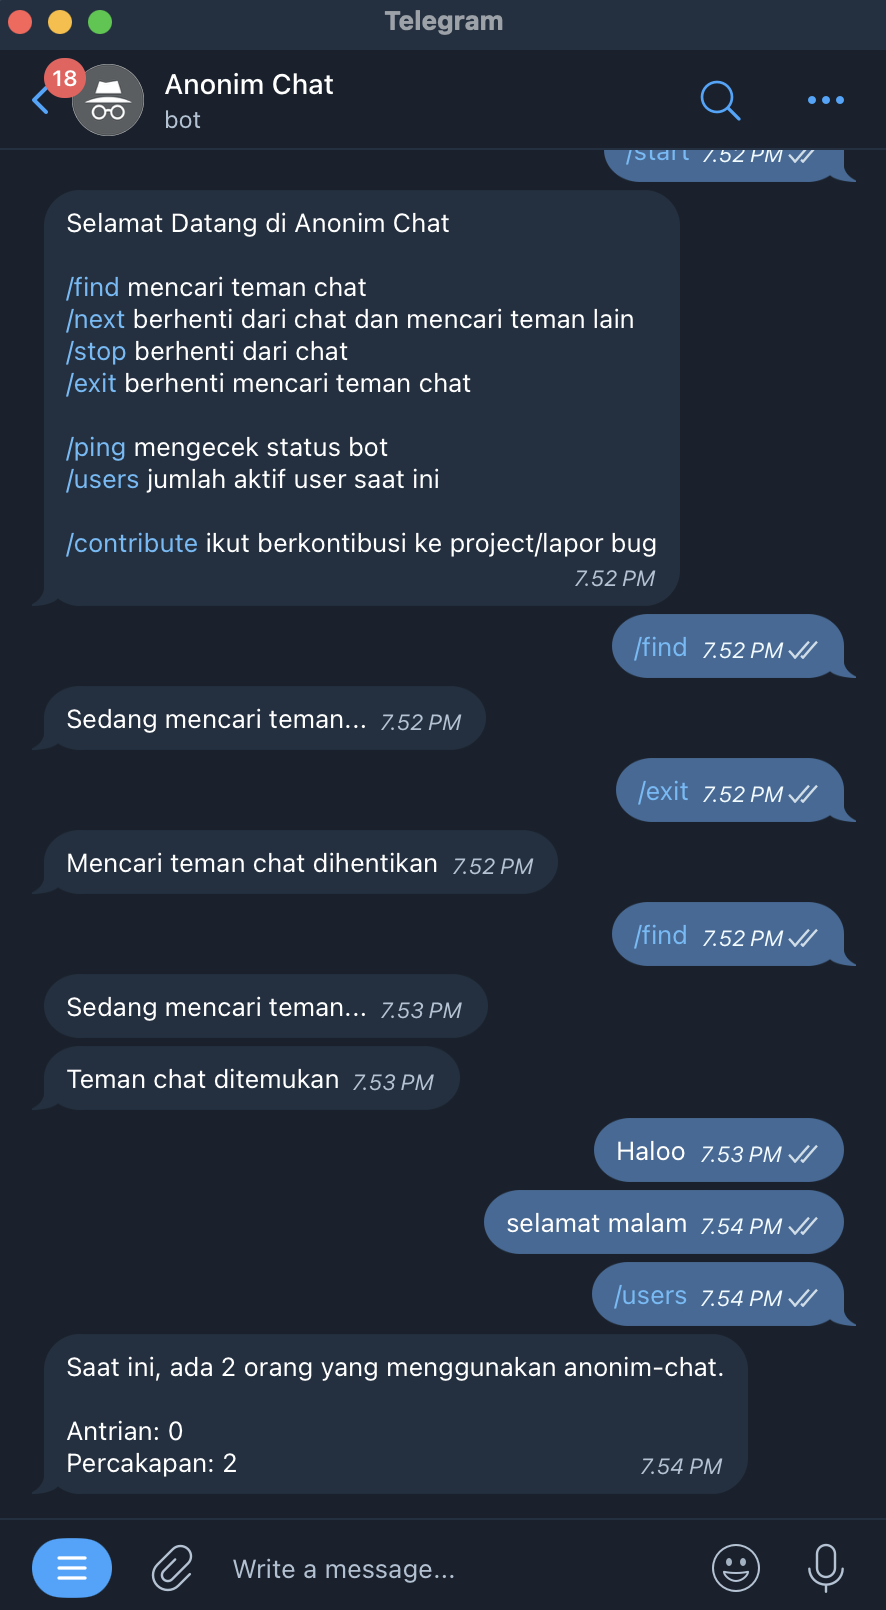 Telegram
18
Anonim Chat
bot
/start 7.52 PM
Selamat Datang di Anonim Chat
/find mencari teman chat
/next berhenti dari chat dan mencari teman lain
/stop berhenti dari chat
/exit berhenti mencari teman chat
/ping mengecek status bot
/users jumlah aktif user saat ini
/contribute ikut berkontibusi ke project/lapor bug
7.52 PM
/find 7.52 PM
Sedang mencari teman... 7.52 PM
/exit 7.52 PM
Mencari teman chat dihentikan 7.52 PM
/find 7.52 PM
Sedang mencari teman... 7.53 PM
Teman chat ditemukan 7.53 PM
Haloo 7.53 PM
selamat malam 7.54 PM
/users 7.54 PM
Saat ini, ada 2 orang yang menggunakan anonim-chat.
Antrian: 0
Percakapan: 2
7.54 PM
Write a message...